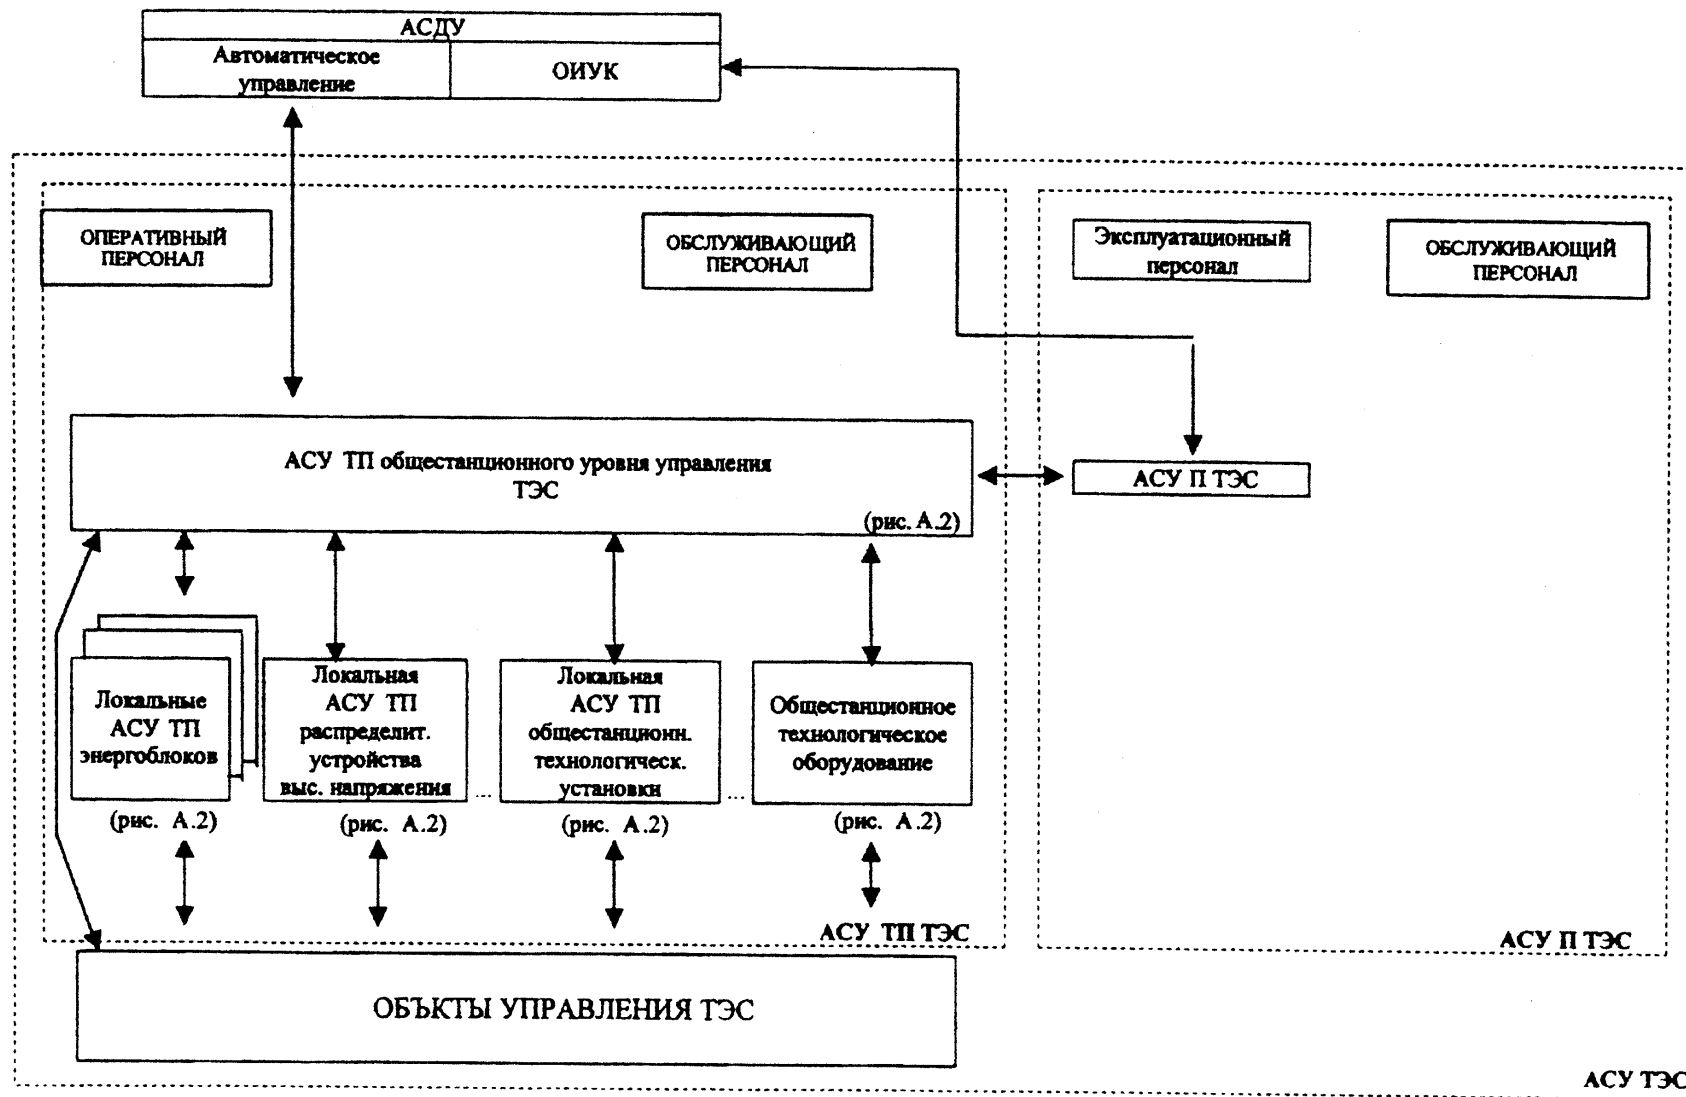 АСДУ
Автоматическое
управление
ОИУК
ОПЕРАТИВНЫЙ
ПЕРСОНАЛ
ОБСЛУЖИВАЮЩИЙ
ПЕРСОНАЛ
Эксплуатационный
персонал
ОБСЛУЖИВАЮЩИЙ
ПЕРСОНАЛ
АСУ ТП общестанционного уровня управления
ТЭС
(рис. А.2)
АСУ П ТЭС
Локальные
АСУ ТП
энергоблоков
(рис. А.2)
Локальная
АСУ ТП
распределит.
устройства
выс. напряжения
(рис. А.2)
...
Локальная
АСУ ТП
общестанционн.
технологическ.
установки
(рис. А.2)
...
Общестанционное
технологическое
оборудование
(рис. А.2)
АСУ ТП ТЭС
АСУ П ТЭС
ОБЪКТЫ УПРАВЛЕНИЯ ТЭС
АСУ ТЭС